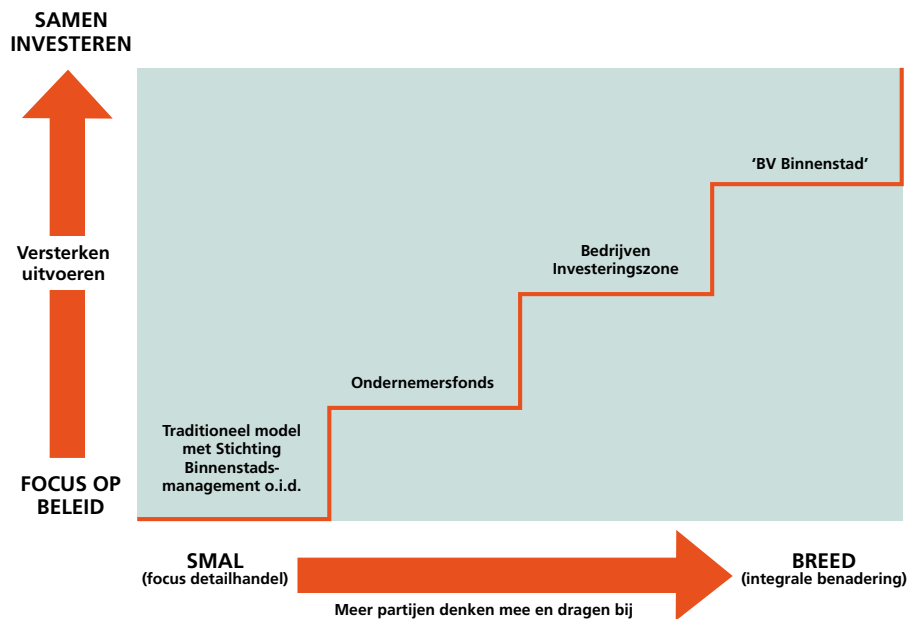 SAMEN
INVESTEREN
'BV Binnenstad'
Versterken
uitvoeren
Bedrijven
Investeringszone
Ondernemersfonds
Traditioneel model
met Stichting
Binnenstads-
management o.i.d.
FOCUS OP
BELEID
SMAL
(focus detailhandel)
BREED
(integrale benadering)
Meer partijen denken mee en dragen bij